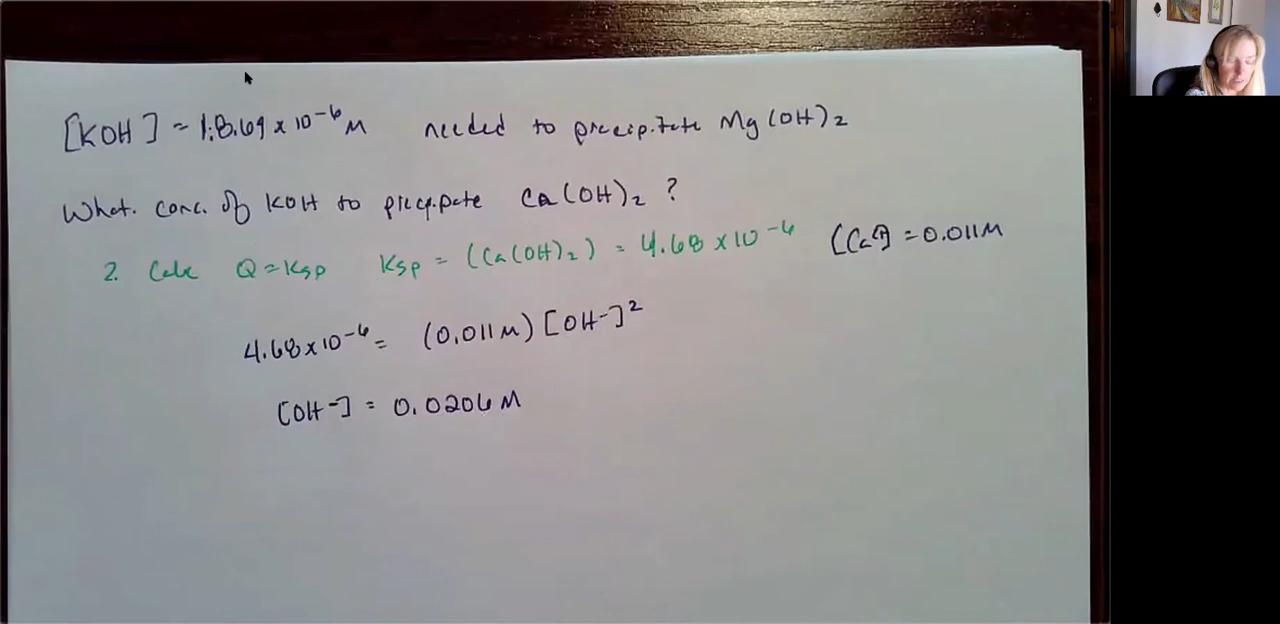 [KOH] = 1.8.69 x 10⁻⁶ M needed to precipitate Mg(OH)₂
What. conc. of KOH to precipate Ca(OH)₂ ?
2. Calc Q = Ksp Ksp = (Ca(OH)₂) = 4.68 x 10⁻⁶ [Ca²⁺] = 0.011M
4.68 x 10⁻⁶ = (0.011M) [OH⁻]²
[OH⁻] = 0.0206 M